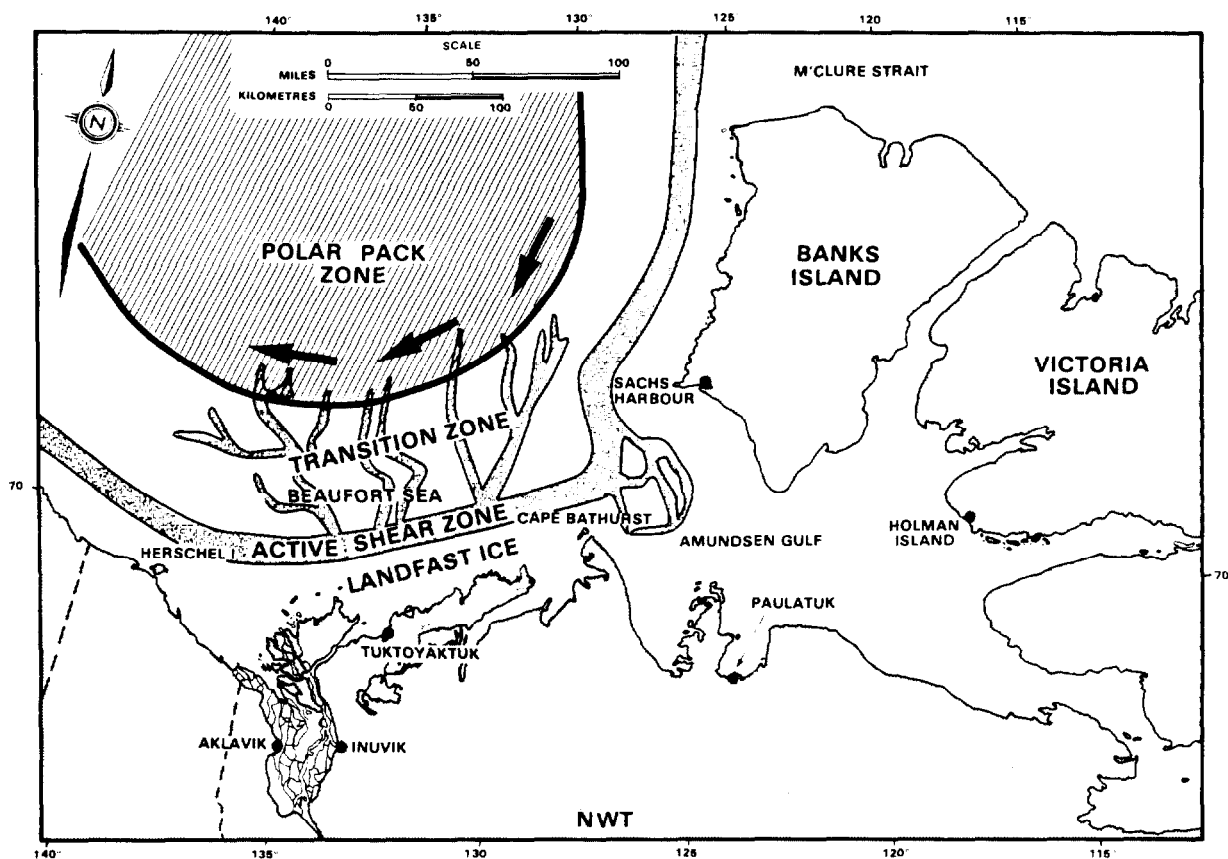 140°
135°
130°
125°
120°
115°
SCALE
MILES 0 50 100
KILOMETRES 0 50 100
N
M'CLURE STRAIT
POLAR PACK
ZONE
BANKS
ISLAND
VICTORIA
ISLAND
SACHS
HARBOUR
TRANSITION ZONE
70
BEAUFORT SEA
CAPE BATHURST
HOLMAN
ISLAND
HERSCHEL I
ACTIVE SHEAR ZONE
AMUNDSEN GULF
LANDFAST ICE
70
PAULATUK
TUKTOYAKTUK
AKLAVIK
INUVIK
NWT
140°
135°
130°
125°
120°
115°